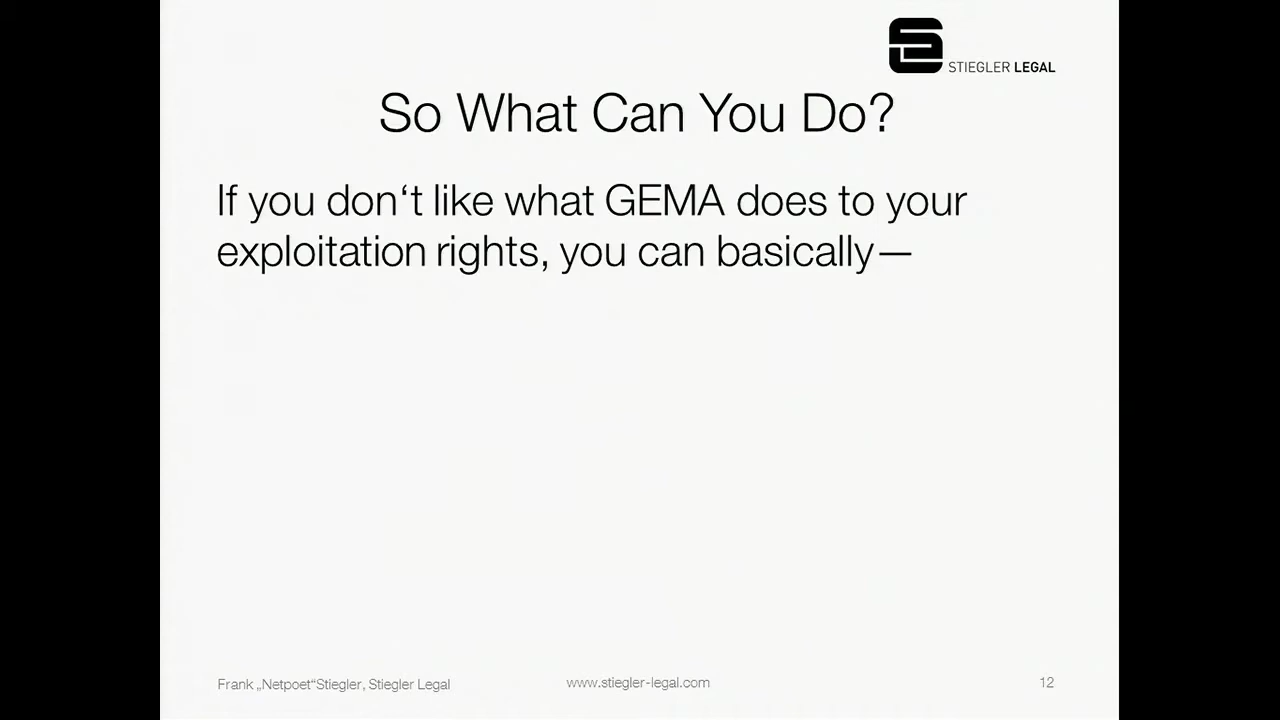 STIEGLER LEGAL
So What Can You Do?
If you don‘t like what GEMA does to your
exploitation rights, you can basically—
Frank „Netpoet“Stiegler, Stiegler Legal
www.stiegler-legal.com
12